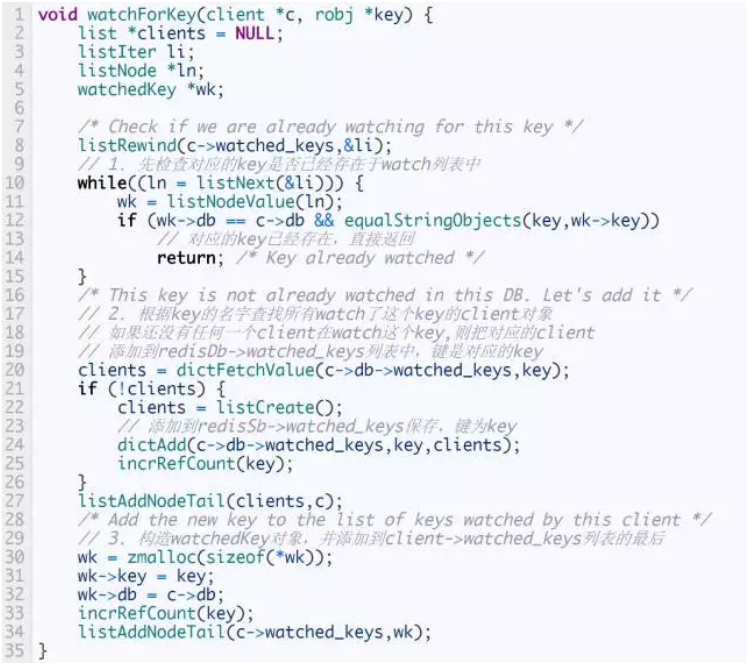 1 void watchForKey(client *c, robj *key) {
2     list *clients = NULL;
3     listIter li;
4     listNode *ln;
5     watchedKey *wk;
6
7     /* Check if we are already watching for this key */
8     listRewind(c->watched_keys,&li);
9     // 1. 先检查对应的key是否已经存在于watch列表中
10     while((ln = listNext(&li))) {
11         wk = listNodeValue(ln);
12         if (wk->db == c->db && equalStringObjects(key,wk->key))
13             // 对应的key已经存在，直接返回
14             return; /* Key already watched */
15     }
16     /* This key is not already watched in this DB. Let's add it */
17     // 2. 根据key的名字查找所有watch了这个key的client对象
18     // 如果还没有任何一个client在watch这个key,则把对应的client
19     // 添加到redisDb->watched_keys列表中，键是对应的key
20     clients = dictFetchValue(c->db->watched_keys,key);
21     if (!clients) {
22         clients = listCreate();
23         // 添加到redisSb->watched_keys保存，键为key
24         dictAdd(c->db->watched_keys,key,clients);
25         incrRefCount(key);
26     }
27     listAddNodeTail(clients,c);
28     /* Add the new key to the list of keys watched by this client */
29     // 3. 构造watchedKey对象，并添加到client->watched_keys列表的最后
30     wk = zmalloc(sizeof(*wk));
31     wk->key = key;
32     wk->db = c->db;
33     incrRefCount(key);
34     listAddNodeTail(c->watched_keys,wk);
35 }